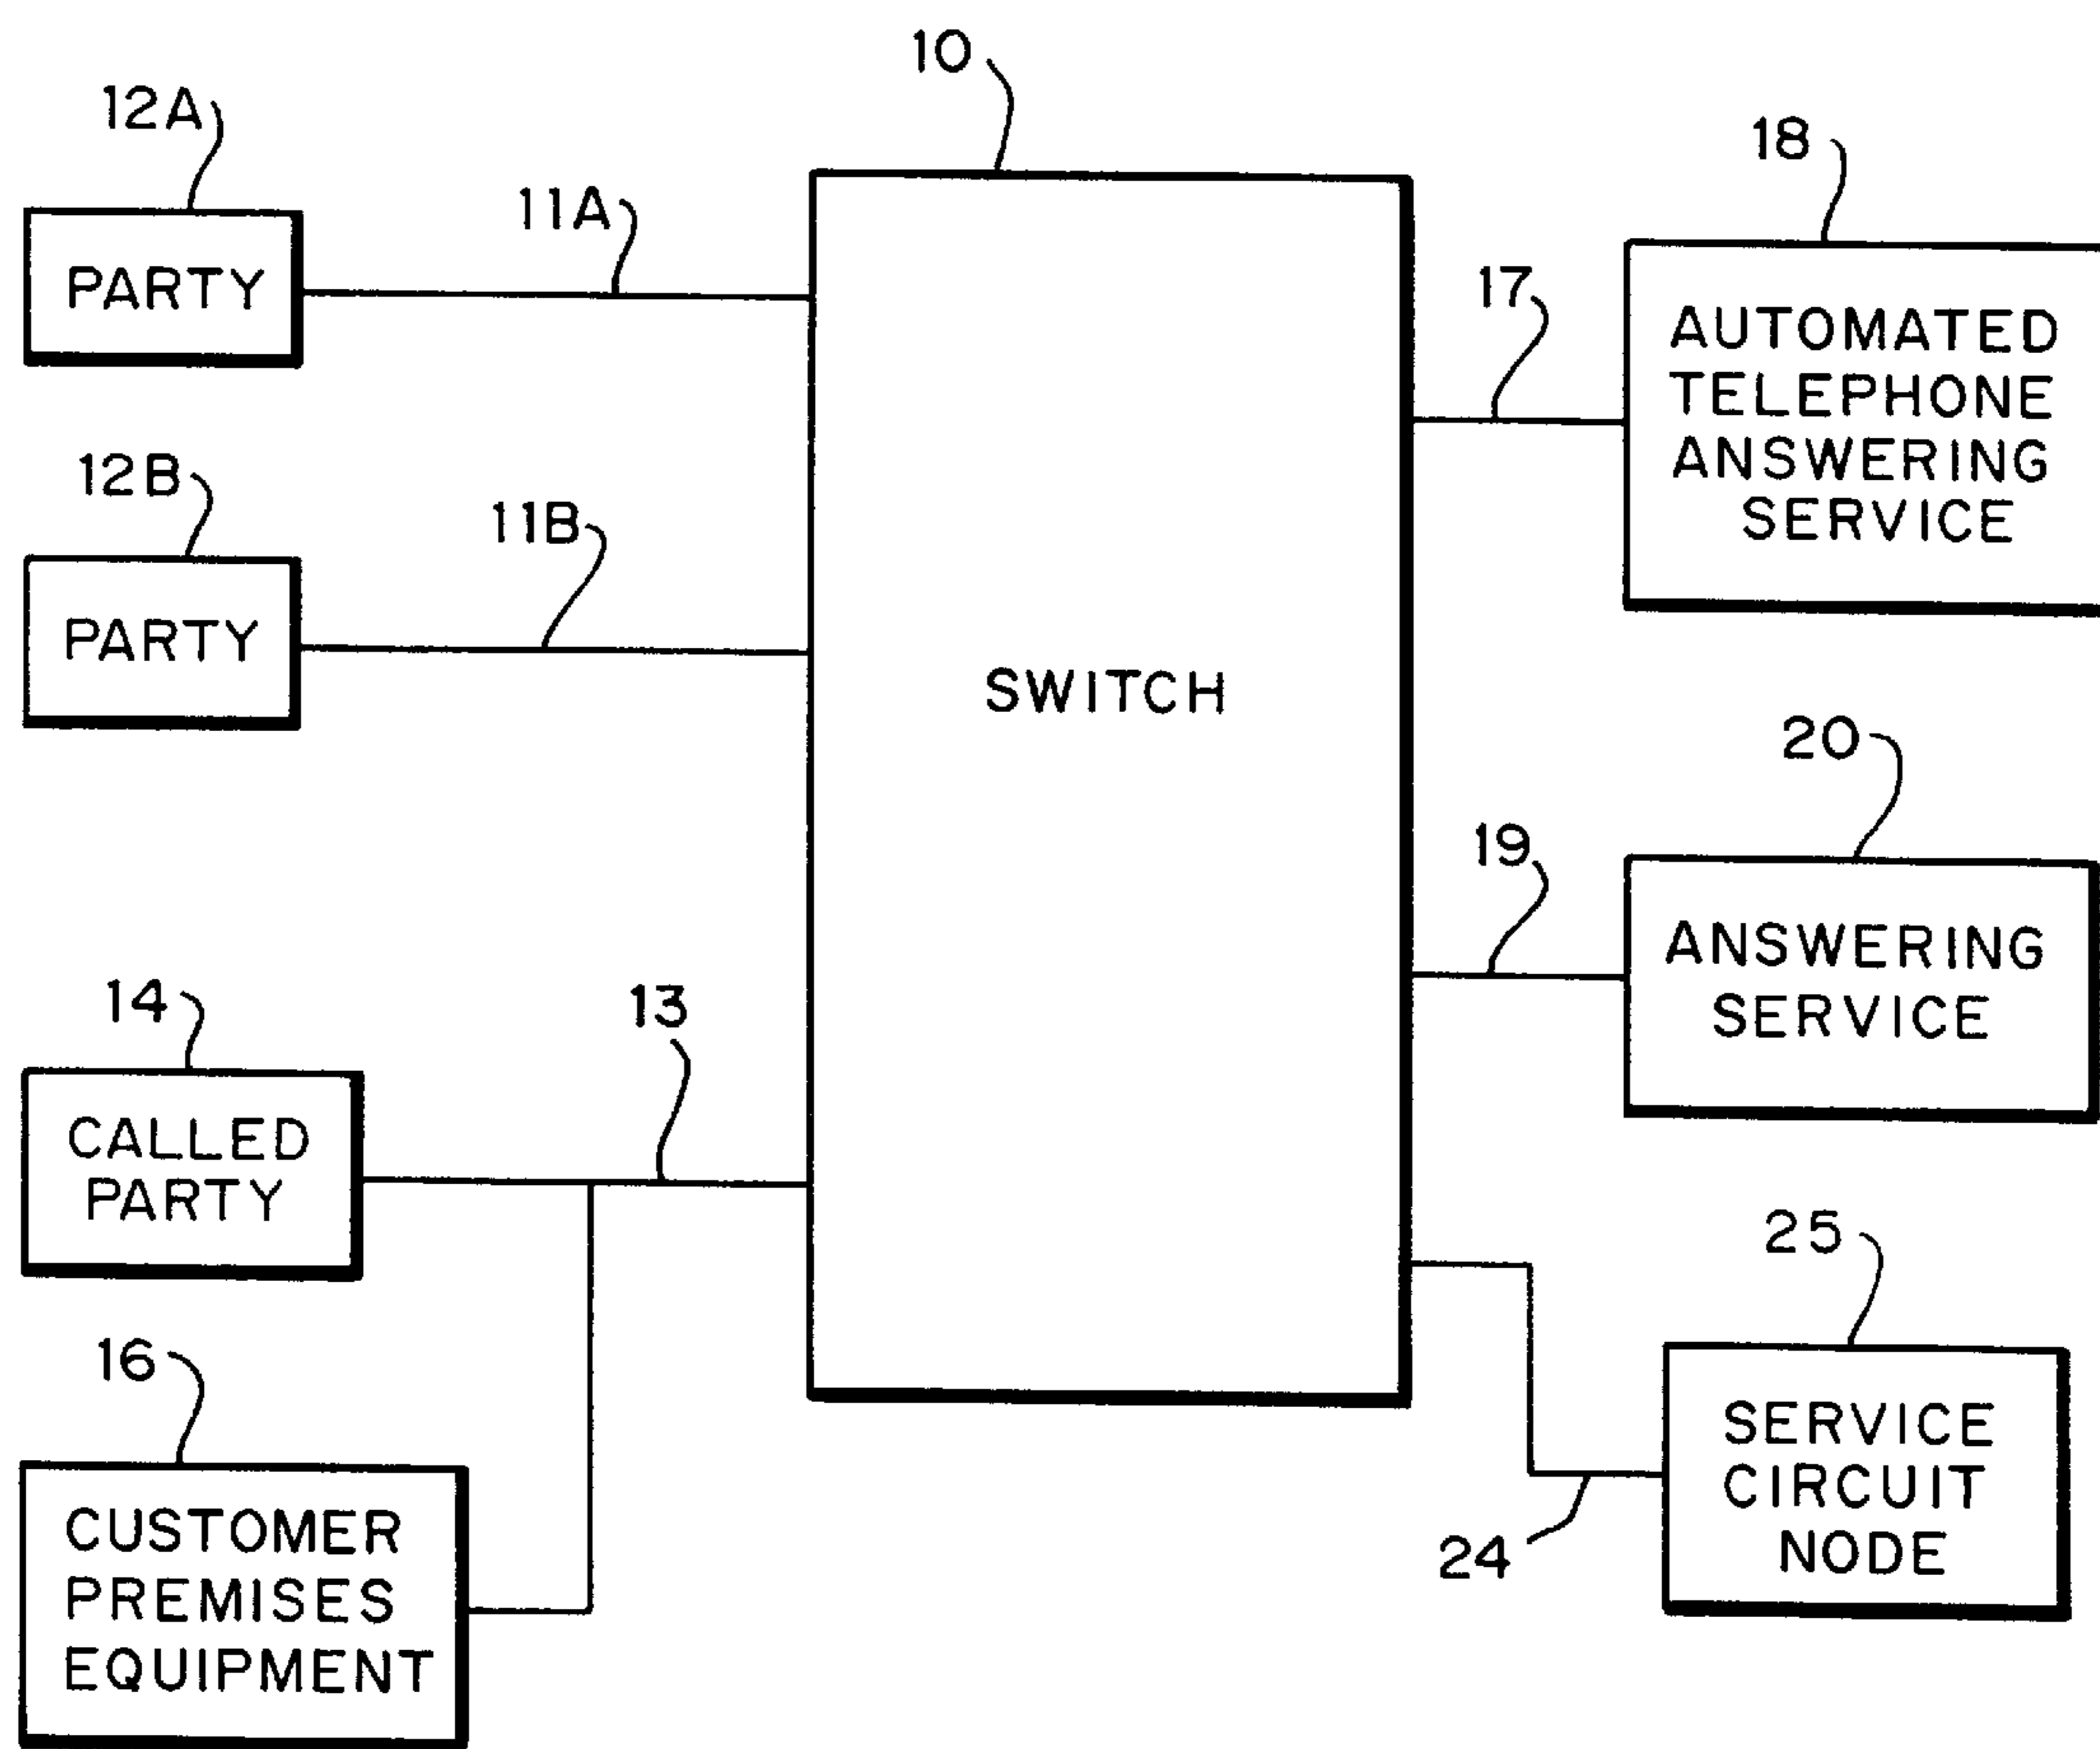 10
12A
11A
PARTY
12B
11B
PARTY
SWITCH
14
13
CALLED
PARTY
16
CUSTOMER
PREMISES
EQUIPMENT
18
17
AUTOMATED
TELEPHONE
ANSWERING
SERVICE
20
19
ANSWERING
SERVICE
25
24
SERVICE
CIRCUIT
NODE